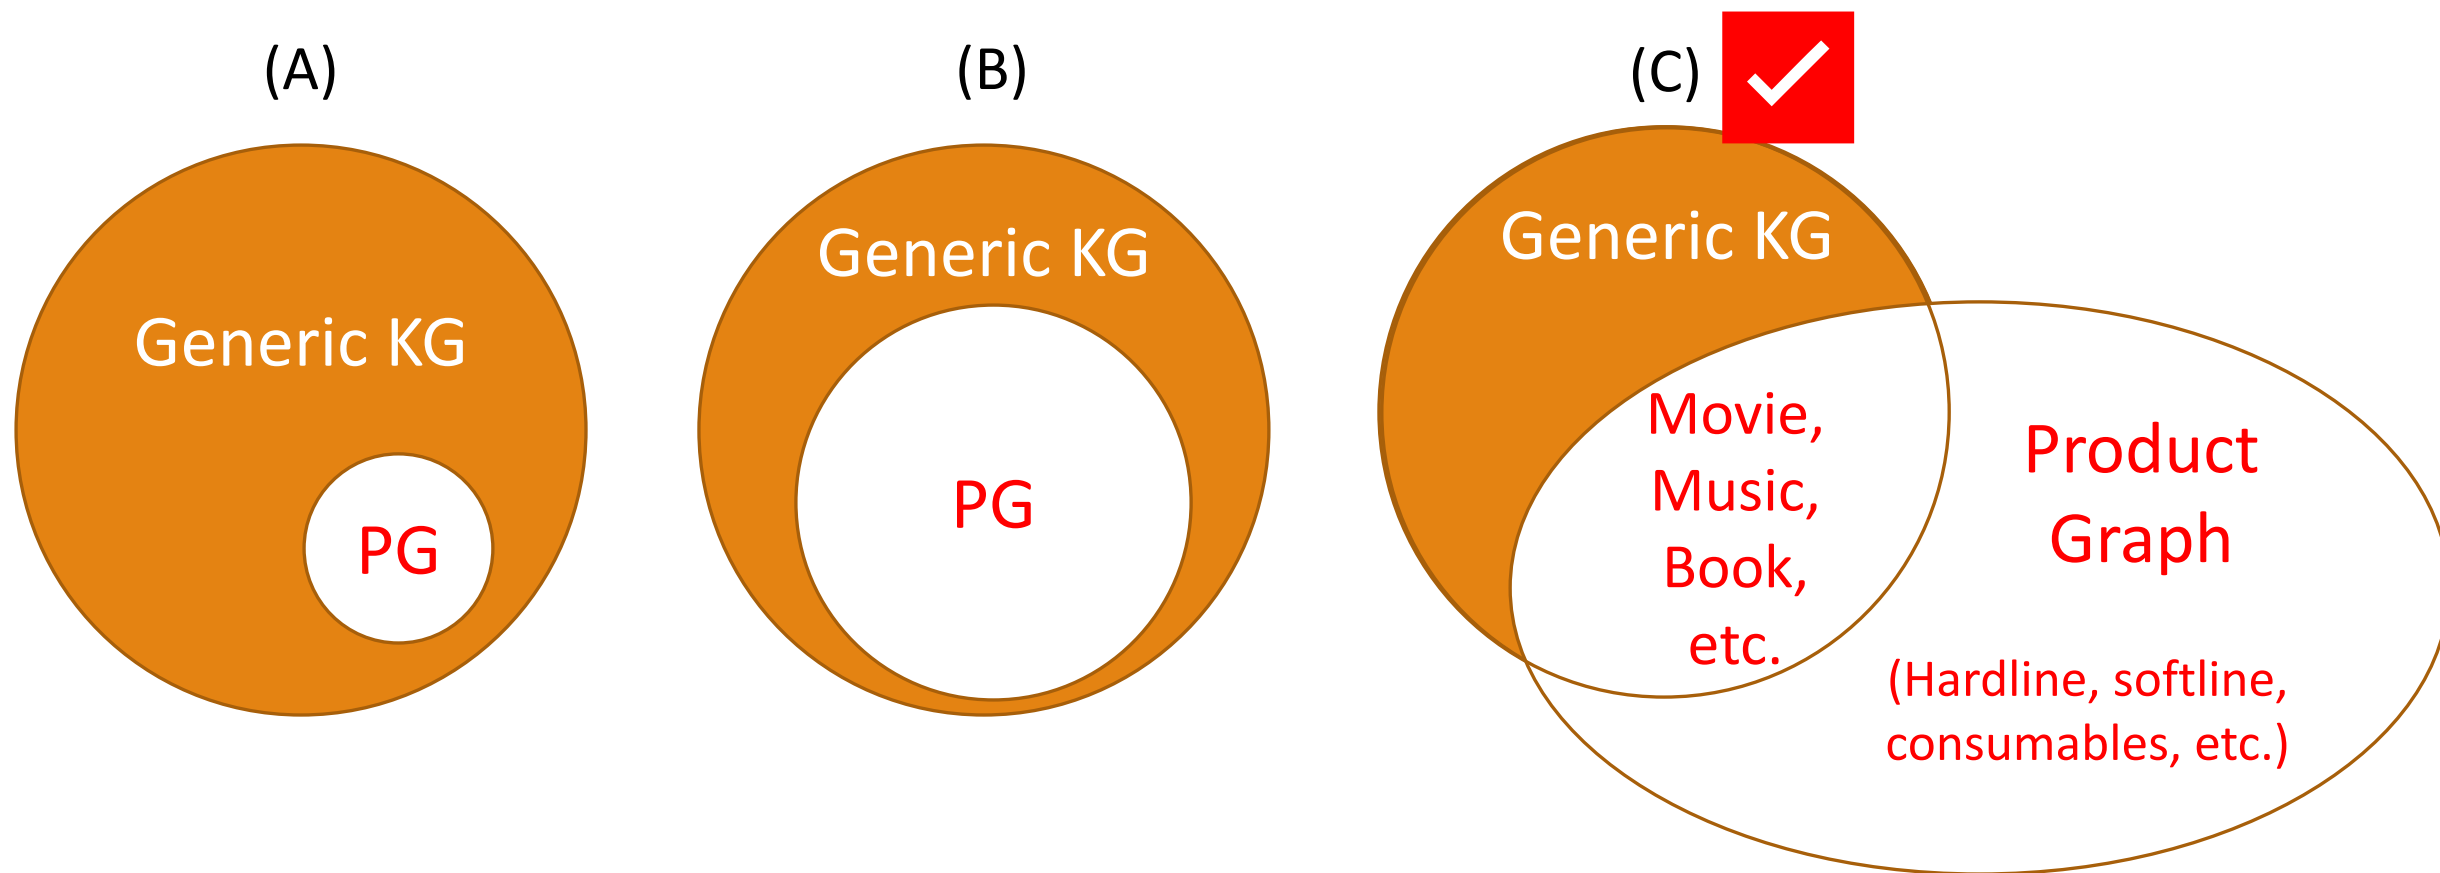 (A)
Generic KG
PG
(B)
Generic KG
PG
(C)
Generic KG
Movie,
Music,
Book,
etc.
Product
Graph
(Hardline, softline,
consumables, etc.)